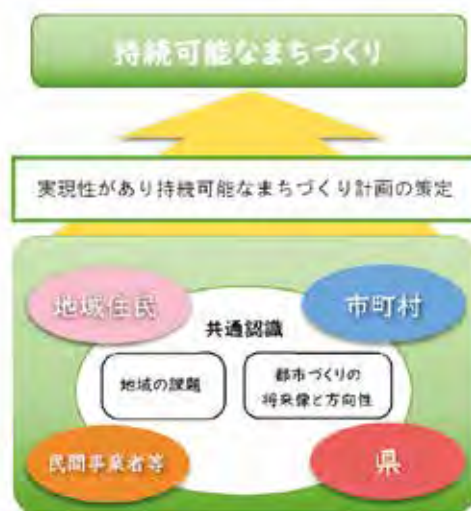 持続可能なまちづくり
実現性があり持続可能なまちづくり計画の策定
地域住民
市町村
共通認識
地域の課題
都市づくりの
将来像と方向性
民間事業者等
県